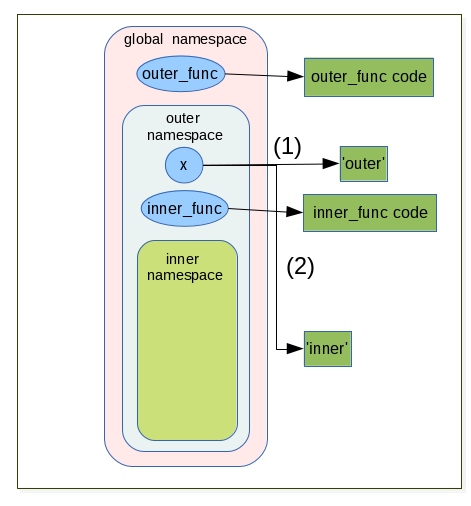 global namespace
outer_func
outer_func code
outer
namespace
(1)
x
'outer'
inner_func
inner_func code
inner
namespace
(2)
'inner'